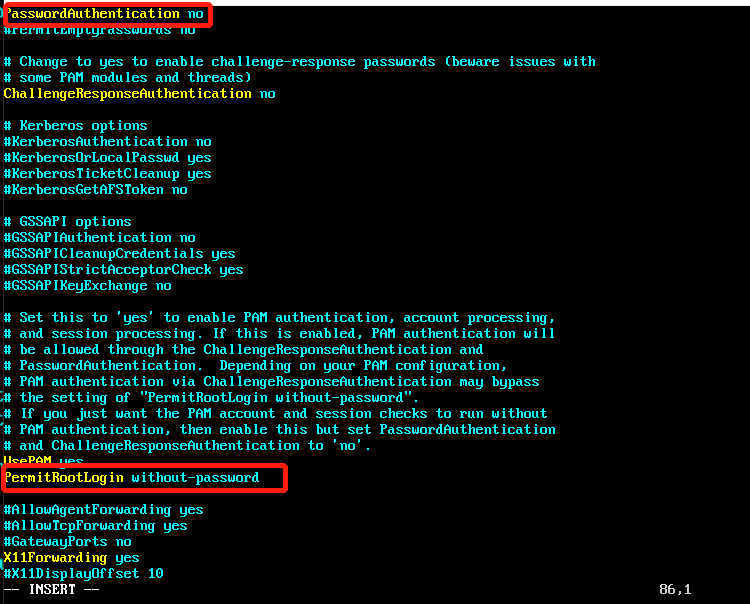 PasswordAuthentication no
#PermitEmptyPasswords no
# Change to yes to enable challenge-response passwords (beware issues with
# some PAM modules and threads)
ChallengeResponseAuthentication no
# Kerberos options
#KerberosAuthentication no
#KerberosOrLocalPasswd yes
#KerberosTicketCleanup yes
#KerberosGetAFSToken no
# GSSAPI options
#GSSAPIAuthentication no
#GSSAPICleanupCredentials yes
#GSSAPIStrictAcceptorCheck yes
#GSSAPIKeyExchange no
# Set this to 'yes' to enable PAM authentication, account processing,
# and session processing. If this is enabled, PAM authentication will
# be allowed through the ChallengeResponseAuthentication and
# PasswordAuthentication.  Depending on your PAM configuration,
# PAM authentication via ChallengeResponseAuthentication may bypass
# the setting of "PermitRootLogin without-password".
# If you just want the PAM account and session checks to run without
# PAM authentication, then enable this but set PasswordAuthentication
# and ChallengeResponseAuthentication to 'no'.
UsePAM yes
PermitRootLogin without-password
#AllowAgentForwarding yes
#AllowTcpForwarding yes
#GatewayPorts no
X11Forwarding yes
#X11DisplayOffset 10
-- INSERT -- 86,1